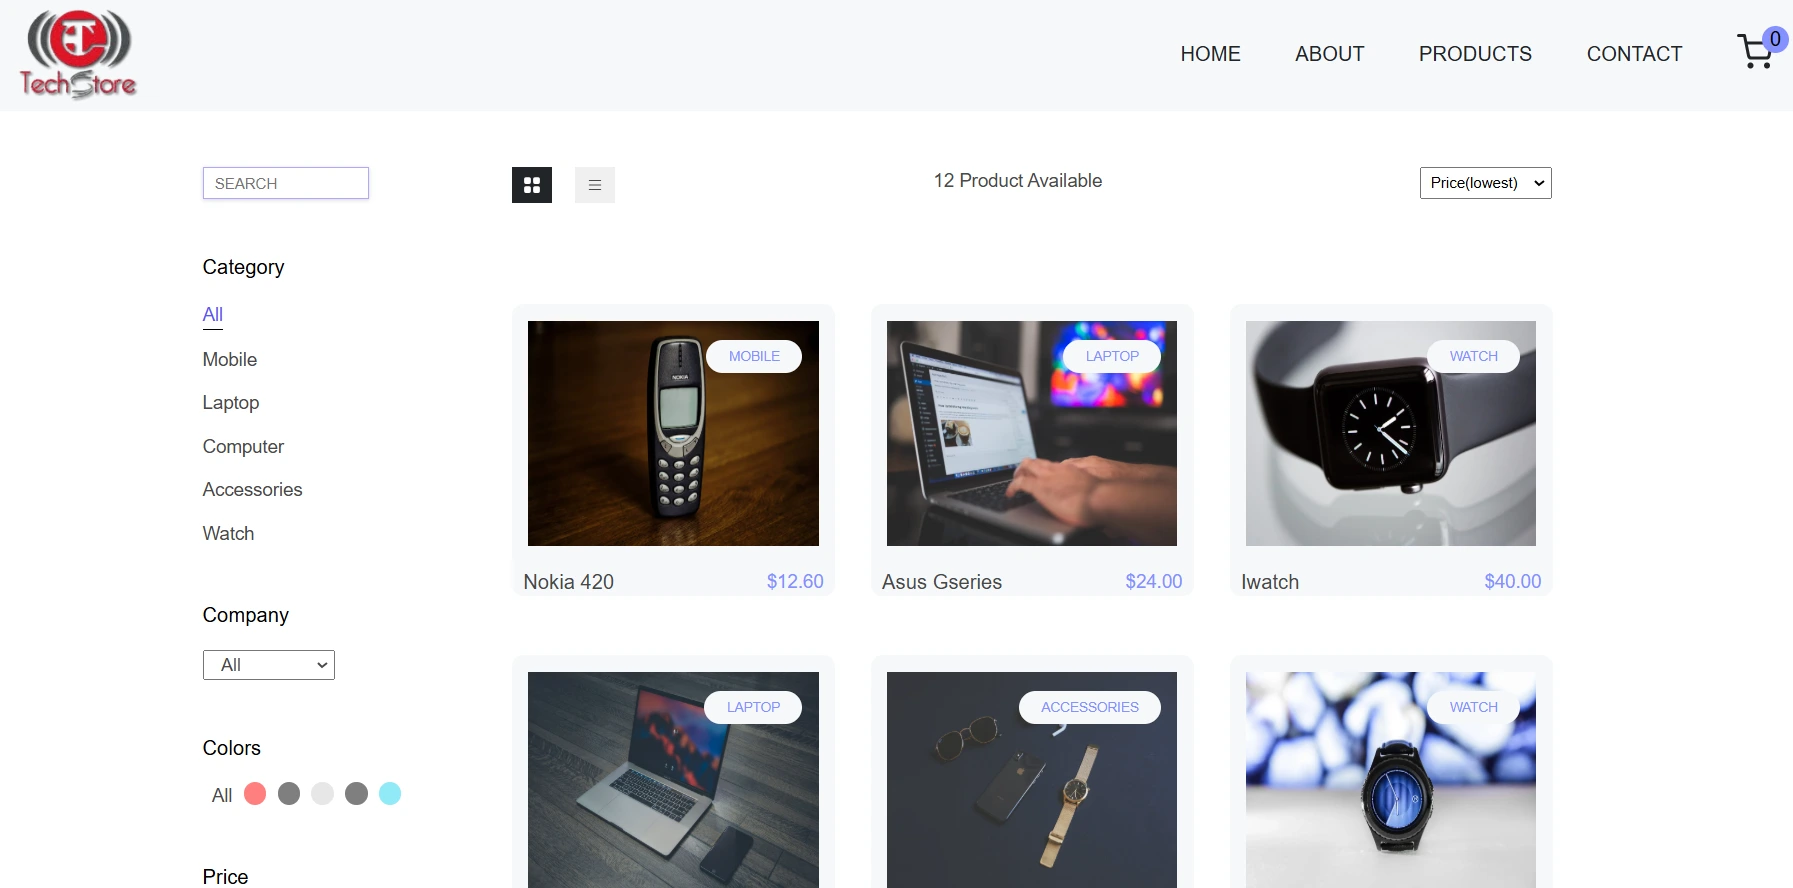 TechStore
HOME ABOUT PRODUCTS CONTACT 0
SEARCH
12 Product Available
Price(lowest)
Category
All
Mobile
Laptop
Computer
Accessories
Watch
Company
All
Colors
All
Price
MOBILE
NOKIA
Nokia 420 $12.60
LAPTOP
Asus Gseries $24.00
WATCH
Iwatch $40.00
LAPTOP
ACCESSORIES
WATCH